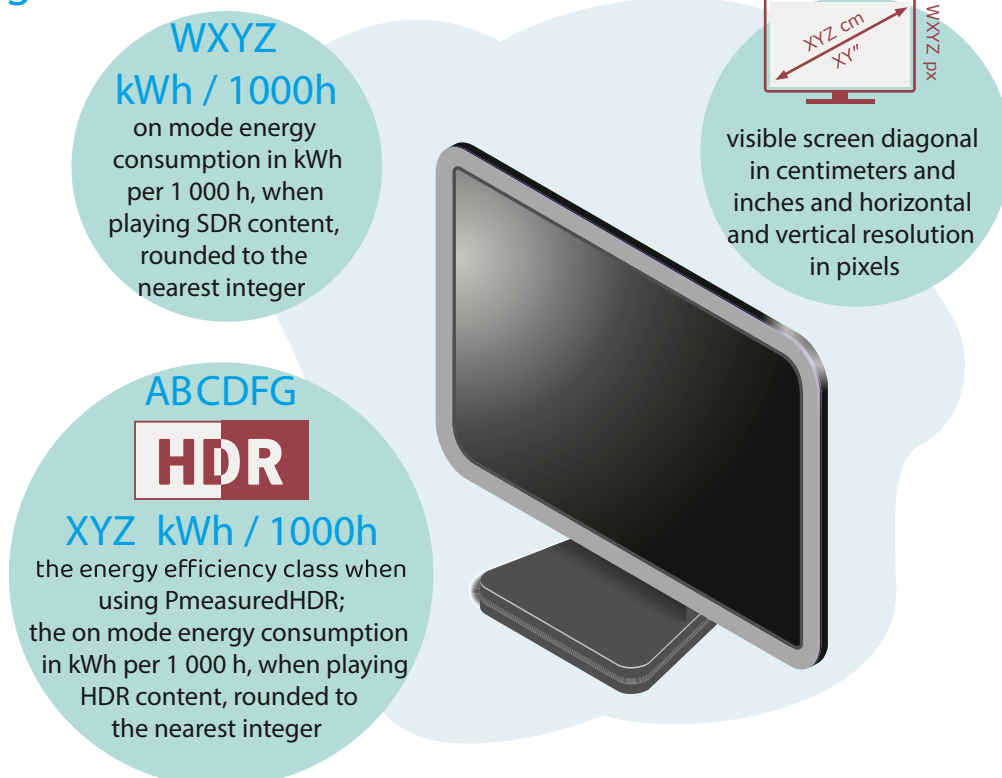 WXYZ
kWh / 1000h
on mode energy
consumption in kWh
per 1 000 h, when
playing SDR content,
rounded to the
nearest integer
XYZ cm
XY"
WXYZ px
visible screen diagonal
in centimeters and
inches and horizontal
and vertical resolution
in pixels
ABCDFG
HDR
XYZ kWh / 1000h
the energy efficiency class when
using PmeasuredHDR;
the on mode energy consumption
in kWh per 1 000 h, when playing
HDR content, rounded to
the nearest integer